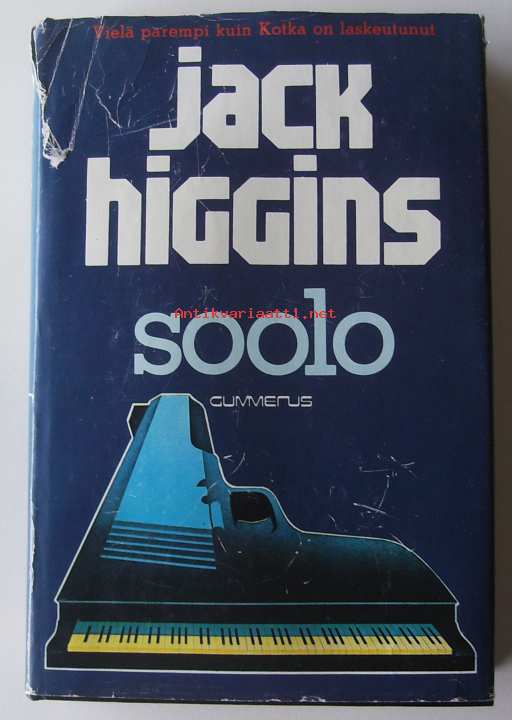 Vielä parempi kuin Kotka on laskeutunut
jack
higgins
Antikvariaatti.net
soolo
GUMMERUS